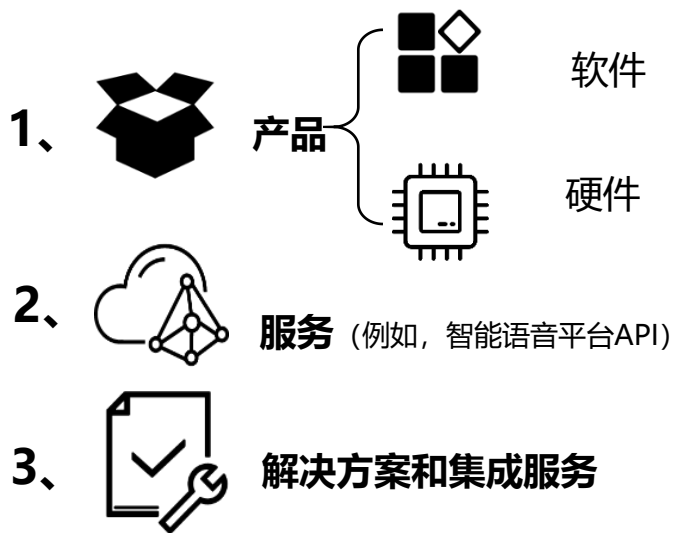 软件
1、 产品
硬件
2、 服务（例如，智能语音平台API）
3、 解决方案和集成服务